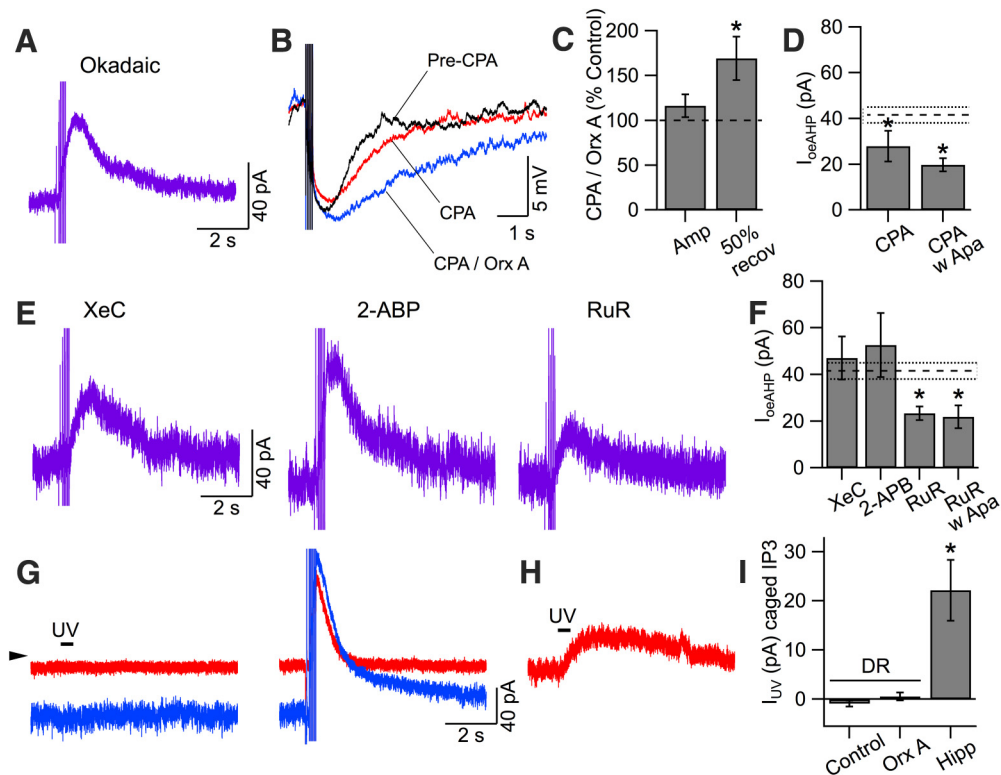 A
Okadaic
40 pA
2 s
B
Pre-CPA
CPA
CPA / Orx A
5 mV
1 s
C
CPA / Orx A (% Control)
200
150
100
50
0
*
Amp
50%
recov
D
IoeAHP (pA)
80
60
40
20
0
*
*
CPA
CPA
w Apa
E
XeC
2-ABP
RuR
40 pA
2 s
F
IoeAHP (pA)
80
60
40
20
0
*
*
XeC
2-APB
RuR
RuR
w Apa
G
UV
40 pA
2 s
H
UV
I
IUV (pA) caged IP3
30
20
10
0
*
DR
Control
Orx A
Hipp